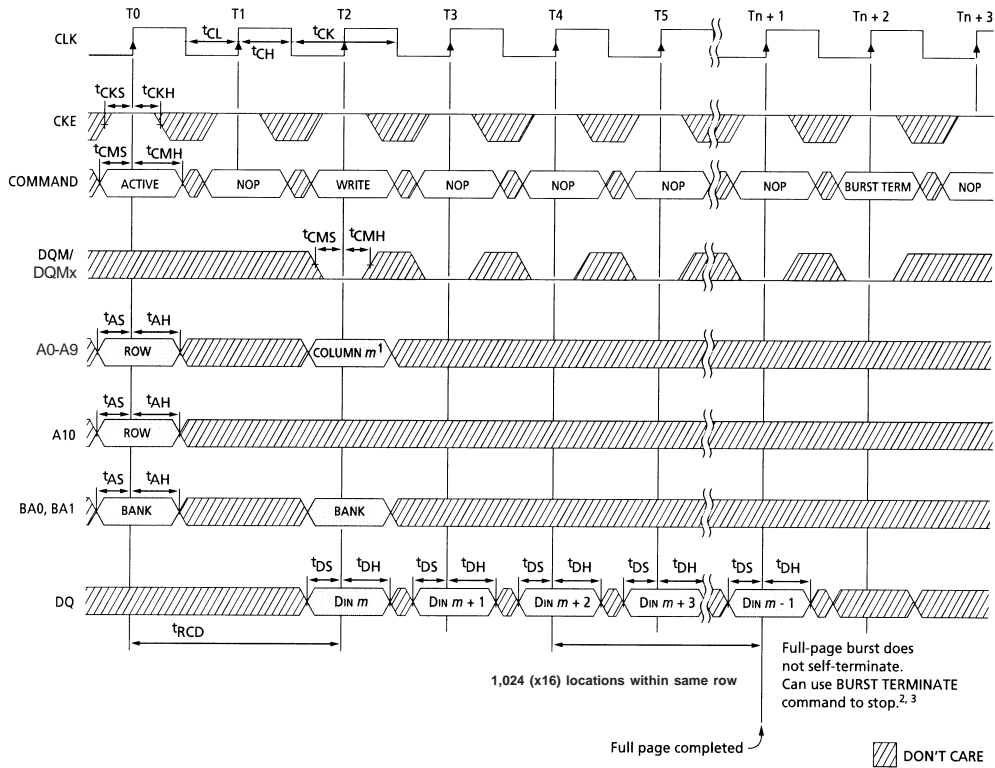 T0 T1 T2 T3 T4 T5 Tn + 1 Tn + 2 Tn + 3
CLK
tCL tCK
tCH
tCKS tCKH
CKE
tCMS tCMH
COMMAND ACTIVE NOP WRITE NOP NOP NOP NOP BURST TERM NOP
tCMS tCMH
DQM/
DQMx
tAS tAH
A0-A9 ROW COLUMN m1
tAS tAH
A10 ROW
tAS tAH
BA0, BA1 BANK BANK
tDS tDH tDS tDH tDS tDH tDS tDH tDS tDH
DQ DIN m DIN m + 1 DIN m + 2 DIN m + 3 DIN m - 1
tRCD
1,024 (x16) locations within same row
Full-page burst does
not self-terminate.
Can use BURST TERMINATE
command to stop.2, 3
Full page completed
DON'T CARE